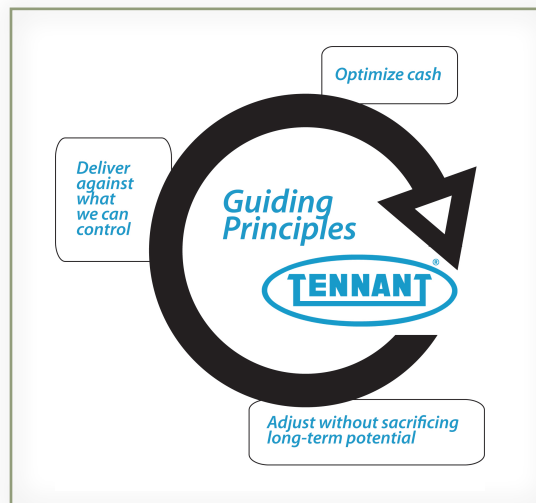 Optimize cash
Deliver
against
what
we can
control
Guiding
Principles
TENNANT®
Adjust without sacrificing
long-term potential